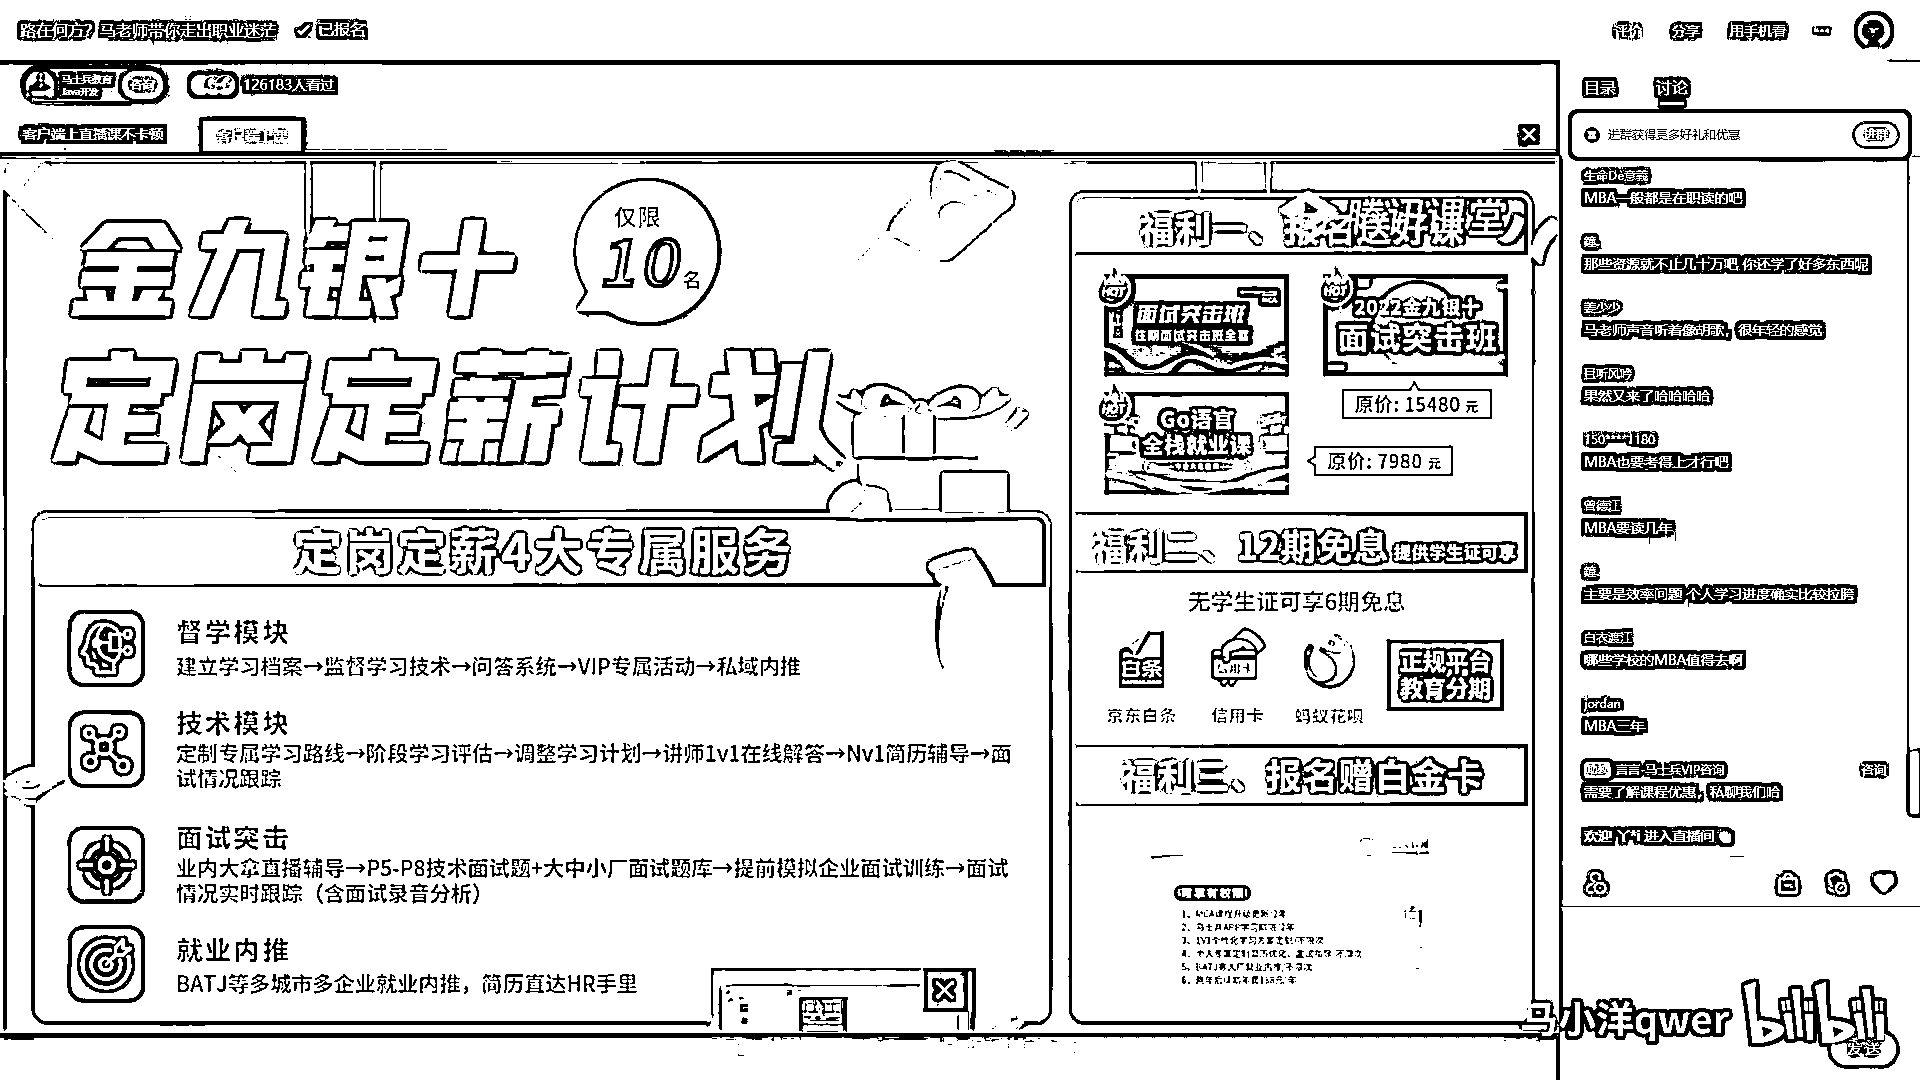 路在何方?马老师带你走出职业迷茫 已报名
评价 分享 用手机看
马士兵教育
Java开发
咨询
126183人看过
客户端上直播课不卡顿
目录 讨论
进群获得更多好礼和优惠 进群
金九银十
仅限
10名
定岗定薪计划
定岗定薪4大专属服务
督学模块
建立学习档案→监督学习技术→问答系统→VIP专属活动→私域内推
技术模块
定制专属学习路线→阶段学习评估→调整学习计划→讲师1v1在线解答→Nv1简历辅导→面
试情况跟踪
面试突击
业内大拿直播辅导→P5-P8技术面试题+大中小厂面试题库→提前模拟企业面试训练→面试
情况实时跟踪（含面试录音分析）
就业内推
BATJ等多城市多企业就业内推，简历直达HR手里
福利一、报名送好课
HOT
面试突击班
HOT
2022金九银十
面试突击班
原价: 15480 元
HOT
Go语言
全栈就业课
原价: 7980 元
福利二、12期免息 提供学生证可享
无学生证可享6期免息
白条
京东白条 信用卡 蚂蚁花呗
正规平台
教育分期
福利三、报名赠白金卡
生命De意義
MBA一般都是在职读的吧
那些资源就不止几十万吧 你还学了好多东西呢
姜少少
马老师声音听着像胡歌，很年轻的感觉
且听风吟
果然又来了哈哈哈哈
150****1180
MBA也要考得上才行吧
曾德江
MBA要读几年
主要是效率问题 个人学习进度确实比较拉胯
白衣渡江
哪些学校的MBA值得去啊
jordan
MBA三年
言言-马士兵VIP咨询 咨询
需要了解课程优惠，私聊我们哈
进入直播间
马小洋qwer bilibili
发送